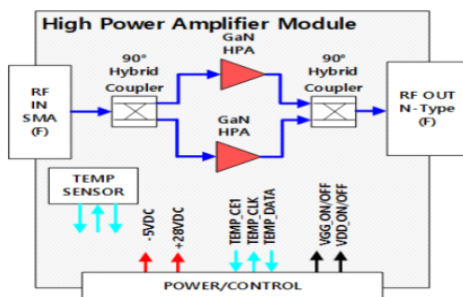 High Power Amplifier Module
GaN
HPA
90°
Hybrid
Coupler
90°
Hybrid
Coupler
RF
IN
SMA
(F)
RF OUT
N-Type
(F)
GaN
HPA
TEMP
SENSOR
-5VDC
+28VDC
TEMP_CE1
TEMP_CLK
TEMP_DATA
VGG_ON/OFF
VDD_ON/OFF
POWER/CONTROL